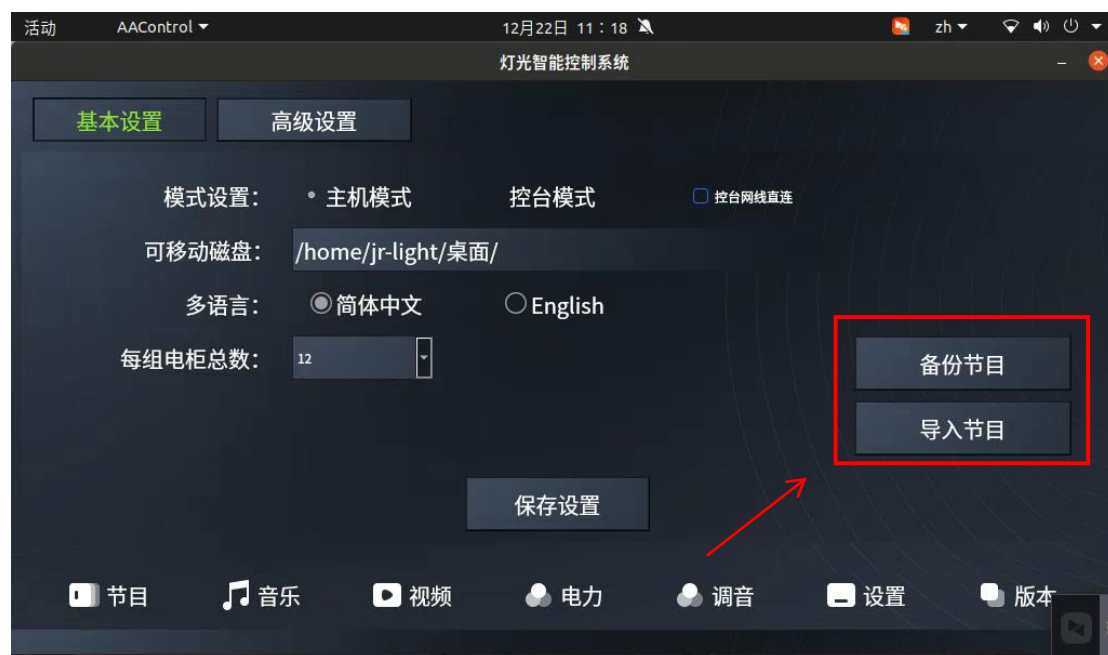 活动 AAControl 12月22日 11：18 zh
灯光智能控制系统
基本设置 高级设置
模式设置： 主机模式 控台模式 控台网线直连
可移动磁盘： /home/jr-light/桌面/
多语言： 简体中文 English
每组电柜总数： 12
备份节目
导入节目
保存设置
节目 音乐 视频 电力 调音 设置 版本